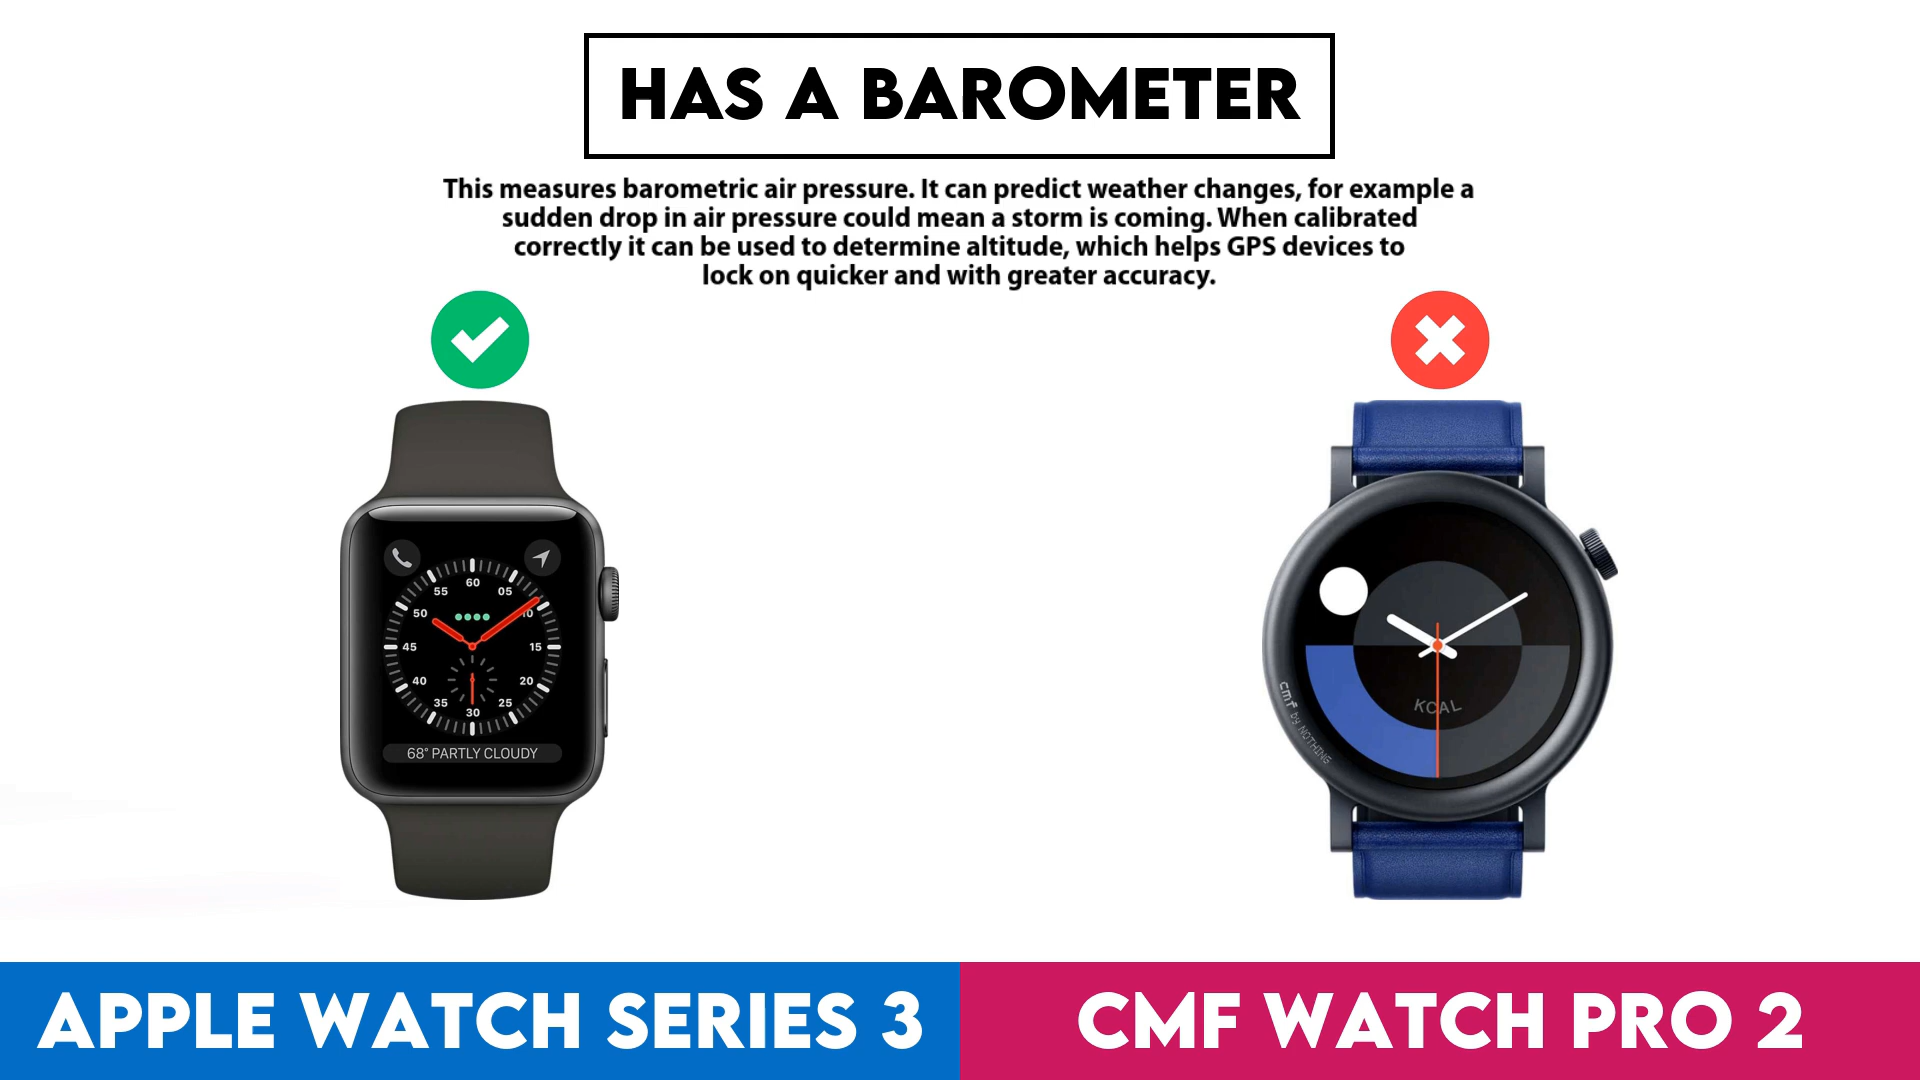 HAS A BAROMETER
This measures barometric air pressure. It can predict weather changes, for example a
sudden drop in air pressure could mean a storm is coming. When calibrated
correctly it can be used to determine altitude, which helps GPS devices to
lock on quicker and with greater accuracy.
60
55 05
50 10
45 15
40 20
35 25
30
68° PARTLY CLOUDY
KCAL
cmf by NOTHING
APPLE WATCH SERIES 3
CMF WATCH PRO 2